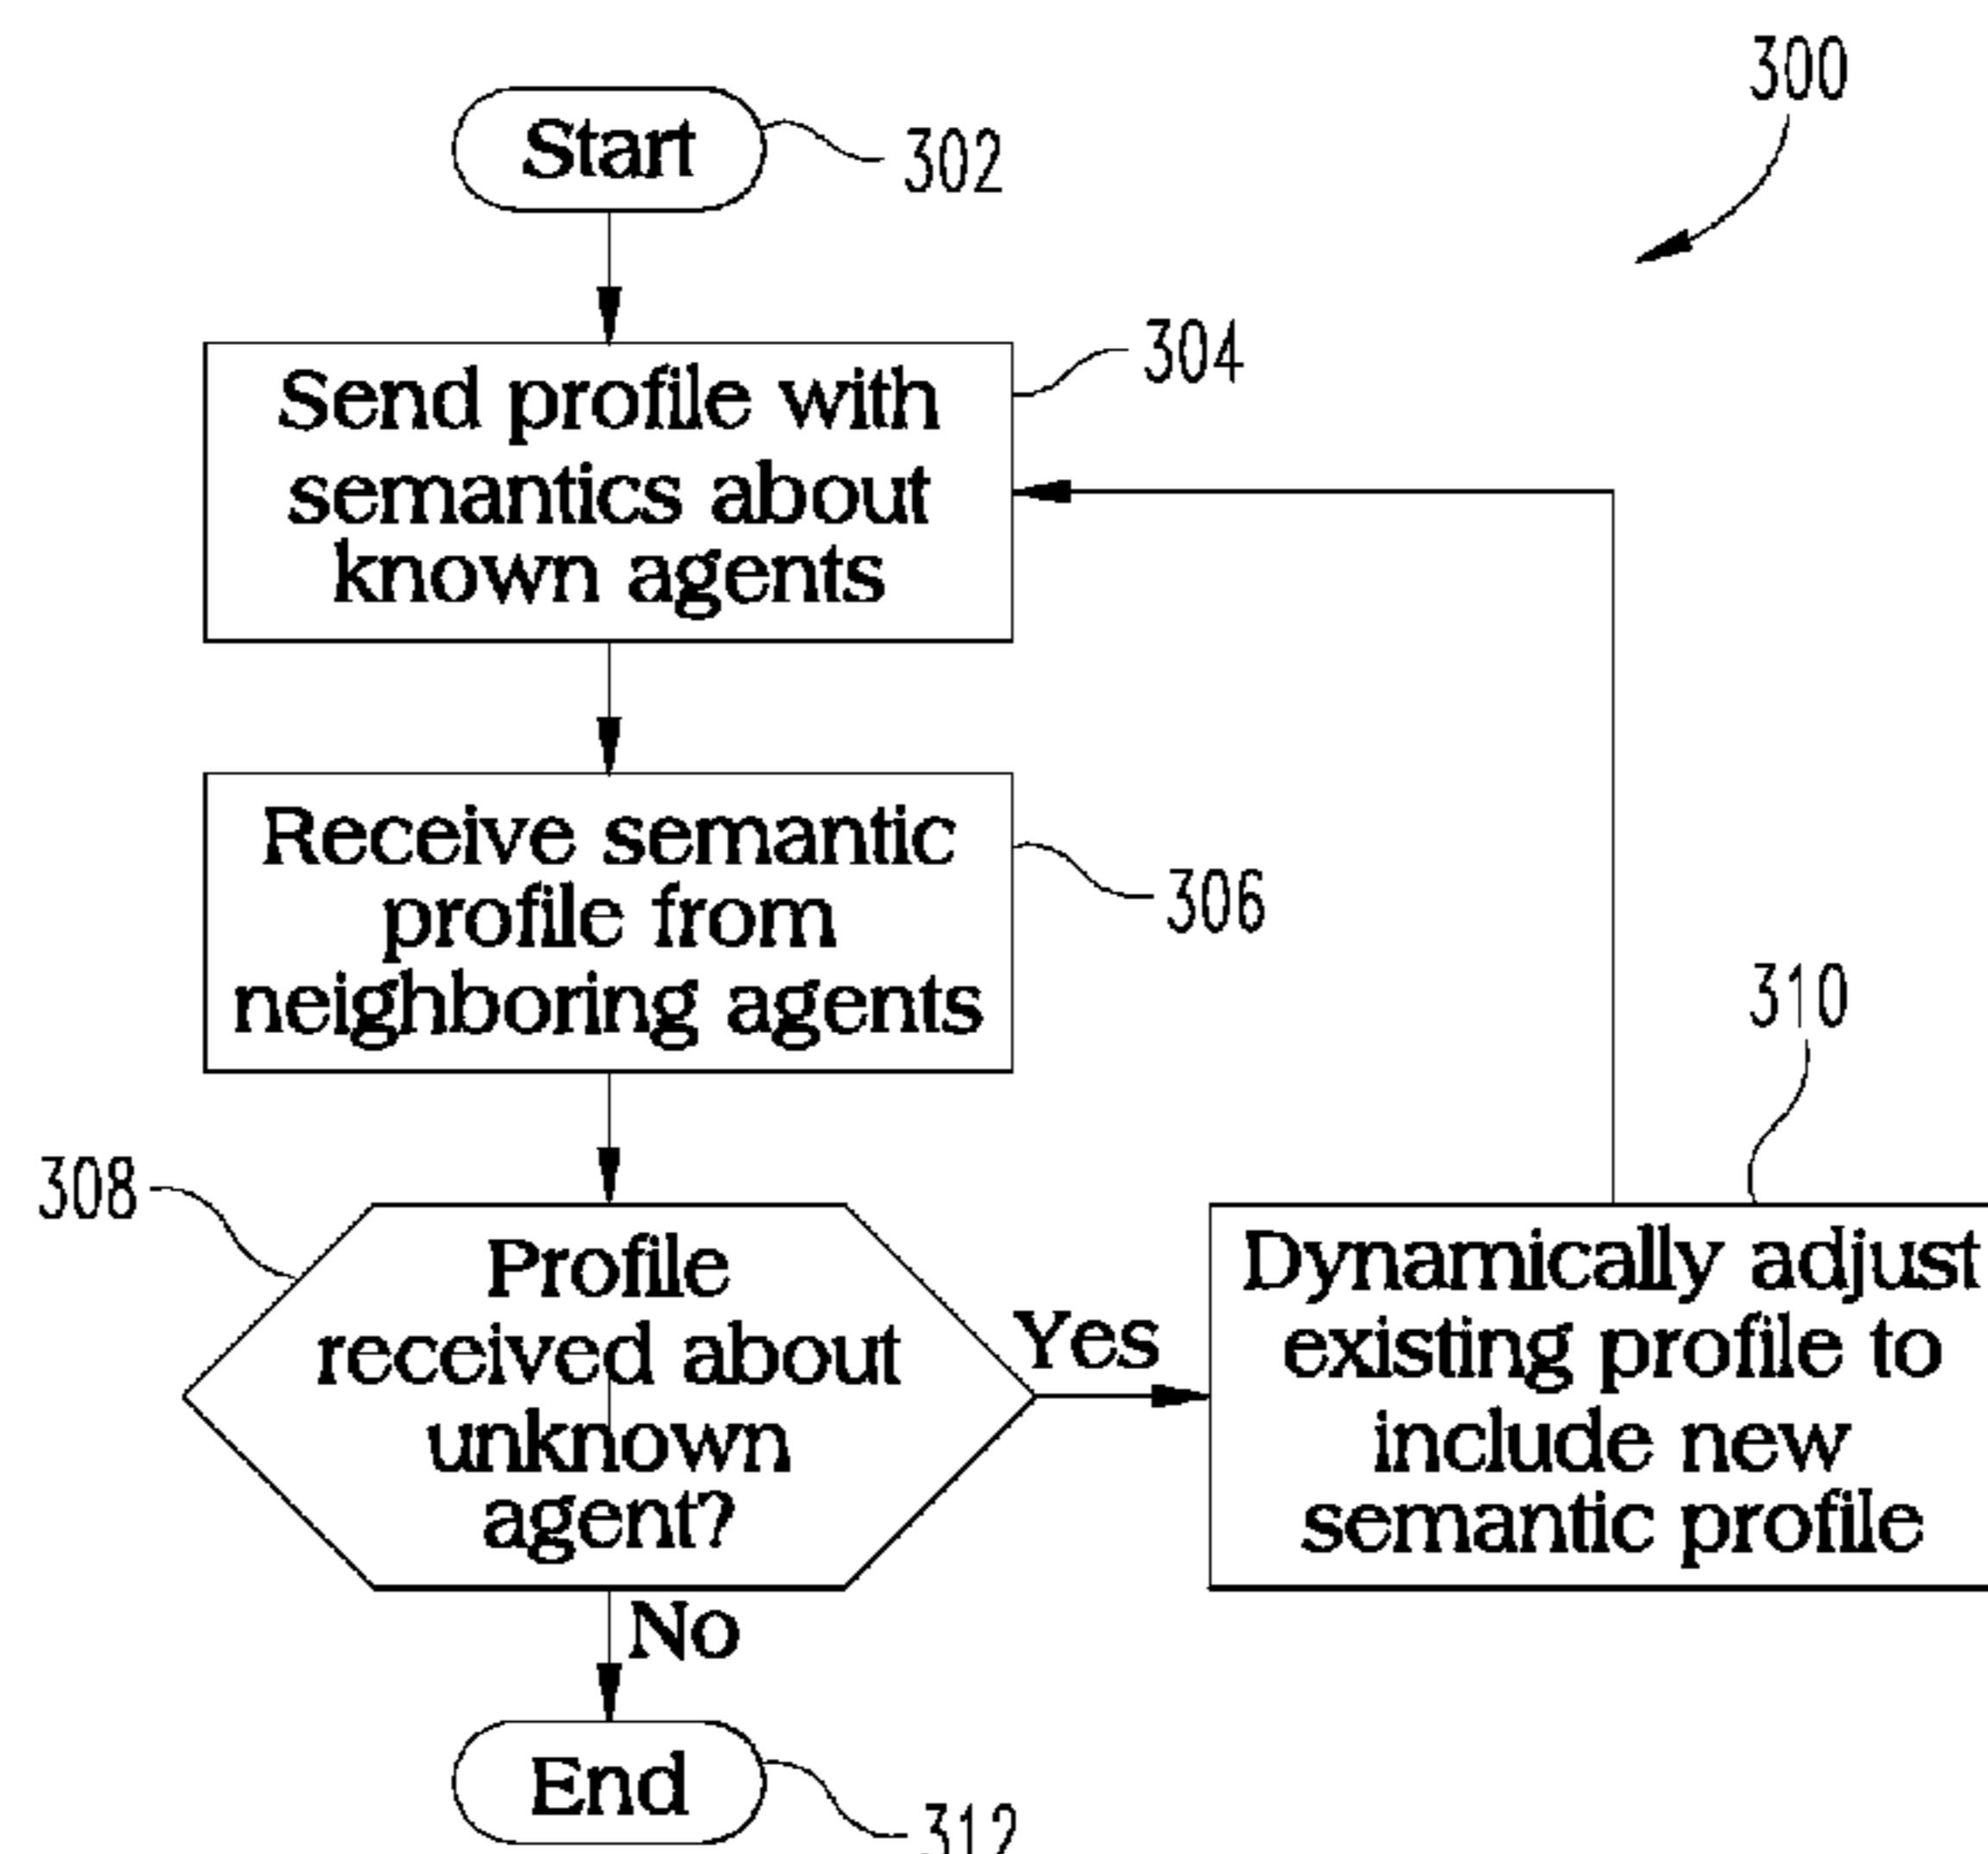 300
Start
302
Send profile with
semantics about
known agents
304
Receive semantic
profile from
neighboring agents
306
308
Profile
received about
unknown
agent?
Yes
310
Dynamically adjust
existing profile to
include new
semantic profile
No
End
312